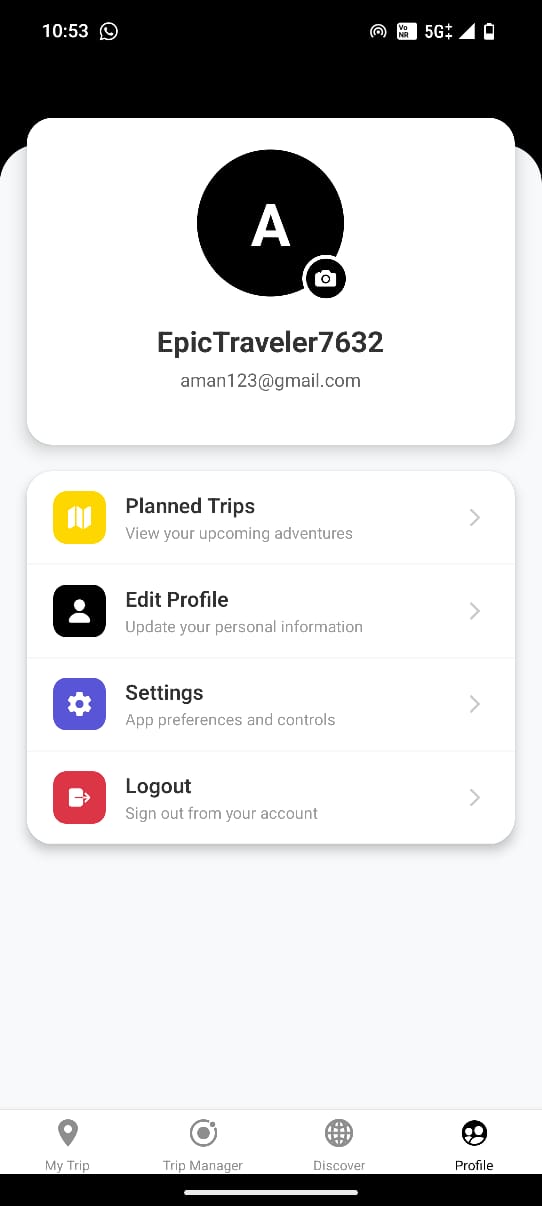 10:53
Vo
NR
5G‡
A
EpicTraveler7632
aman123@gmail.com
Planned Trips
View your upcoming adventures
Edit Profile
Update your personal information
Settings
App preferences and controls
Logout
Sign out from your account
My Trip
Trip Manager
Discover
Profile